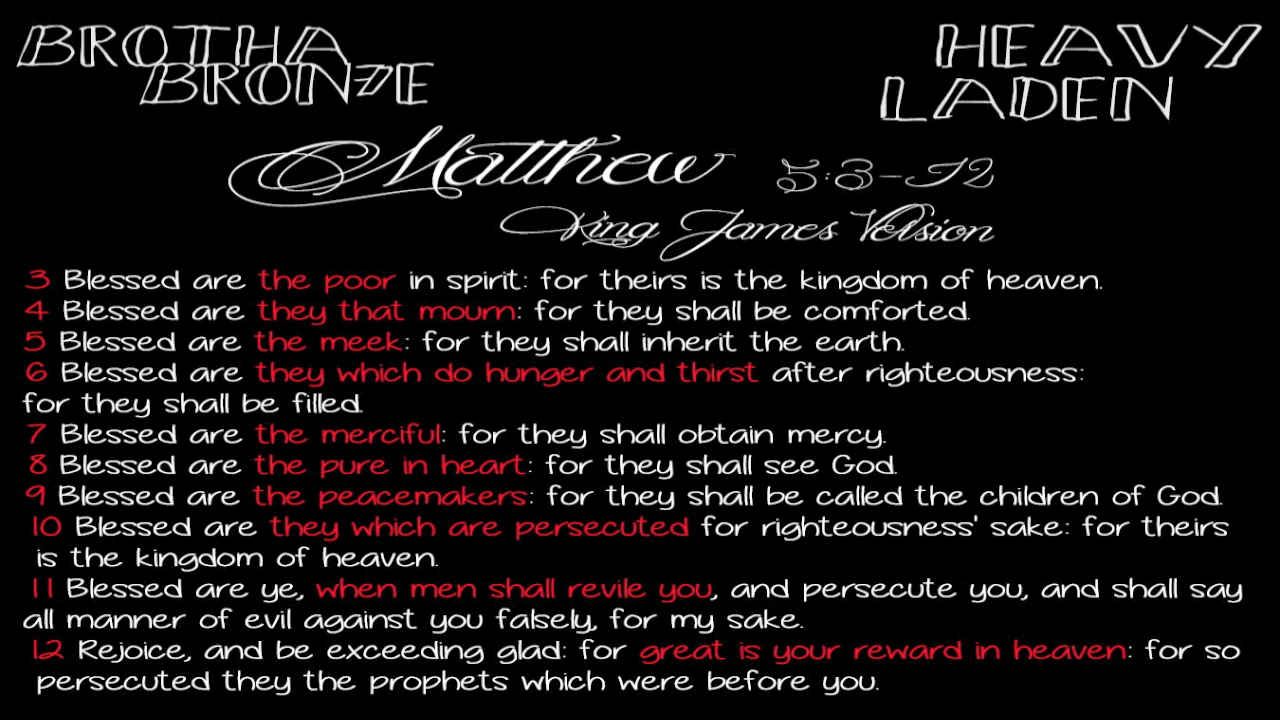 BROTHA
BRONZE
HEAVY
LADEN
Matthew 5:3-12
King James Version
3 Blessed are the poor in spirit: for theirs is the kingdom of heaven.
4 Blessed are they that mourn: for they shall be comforted.
5 Blessed are the meek: for they shall inherit the earth.
6 Blessed are they which do hunger and thirst after righteousness:
for they shall be filled.
7 Blessed are the merciful: for they shall obtain mercy.
8 Blessed are the pure in heart: for they shall see God.
9 Blessed are the peacemakers: for they shall be called the children of God.
10 Blessed are they which are persecuted for righteousness' sake: for theirs
is the kingdom of heaven.
11 Blessed are ye, when men shall revile you, and persecute you, and shall say
all manner of evil against you falsely, for my sake.
12 Rejoice, and be exceeding glad: for great is your reward in heaven: for so
persecuted they the prophets which were before you.